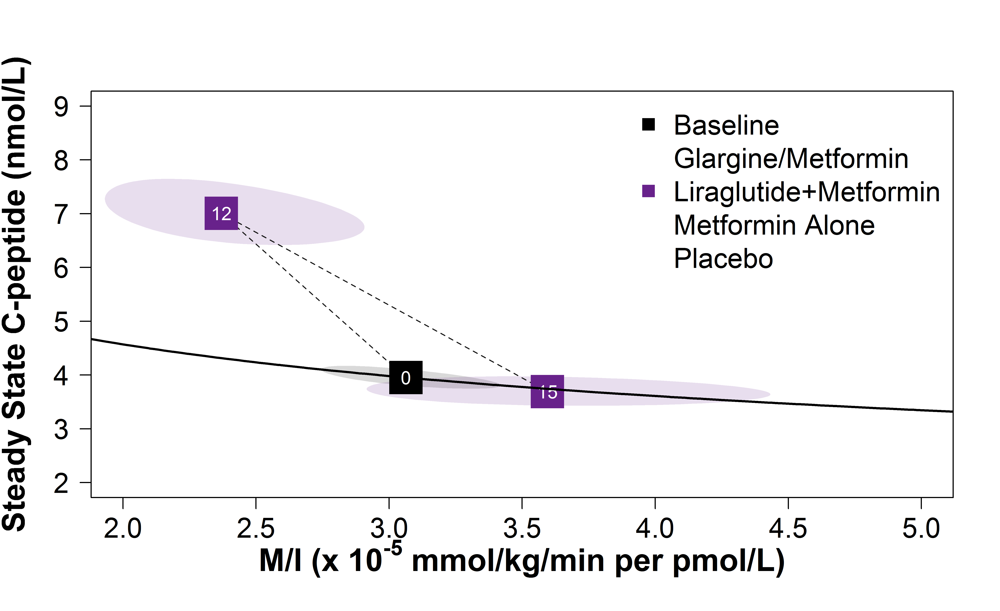 Steady State C-peptide (nmol/L)
9
8
7
6
5
4
3
2
Baseline
Glargine/Metformin
Liraglutide+Metformin
Metformin Alone
Placebo
12
0
15
2.0 2.5 3.0 3.5 4.0 4.5 5.0
M/I (x 10⁻⁵ mmol/kg/min per pmol/L)